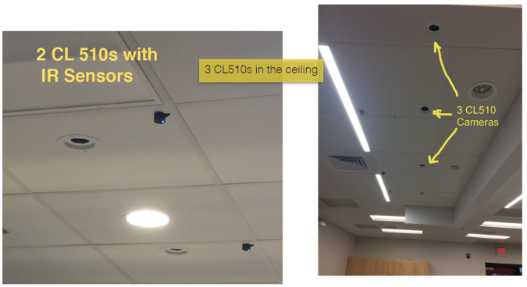 2 CL 510s with
IR Sensors
3 CL510s in the ceiling
3 CL510
Cameras